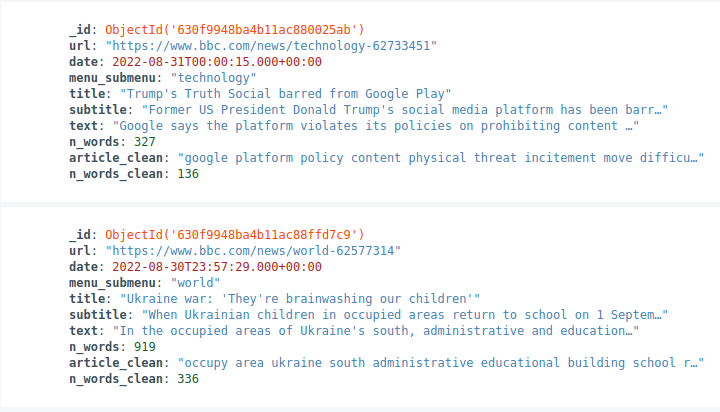 _id: ObjectId('630f9948ba4b11ac880025ab')
url: "https://www.bbc.com/news/technology-62733451"
date: 2022-08-31T00:00:15.000+00:00
menu_submenu: "technology"
title: "Trump's Truth Social barred from Google Play"
subtitle: "Former US President Donald Trump's social media platform has been barr…"
text: "Google says the platform violates its policies on prohibiting content …"
n_words: 327
article_clean: "google platform policy content physical threat incitement move difficu…"
n_words_clean: 136
_id: ObjectId('630f9948ba4b11ac88ffd7c9')
url: "https://www.bbc.com/news/world-62577314"
date: 2022-08-30T23:57:29.000+00:00
menu_submenu: "world"
title: "Ukraine war: 'They're brainwashing our children'"
subtitle: "When Ukrainian children in occupied areas return to school on 1 Septem…"
text: "In the occupied areas of Ukraine's south, administrative and education…"
n_words: 919
article_clean: "occupy area ukraine south administrative educational building school r…"
n_words_clean: 336